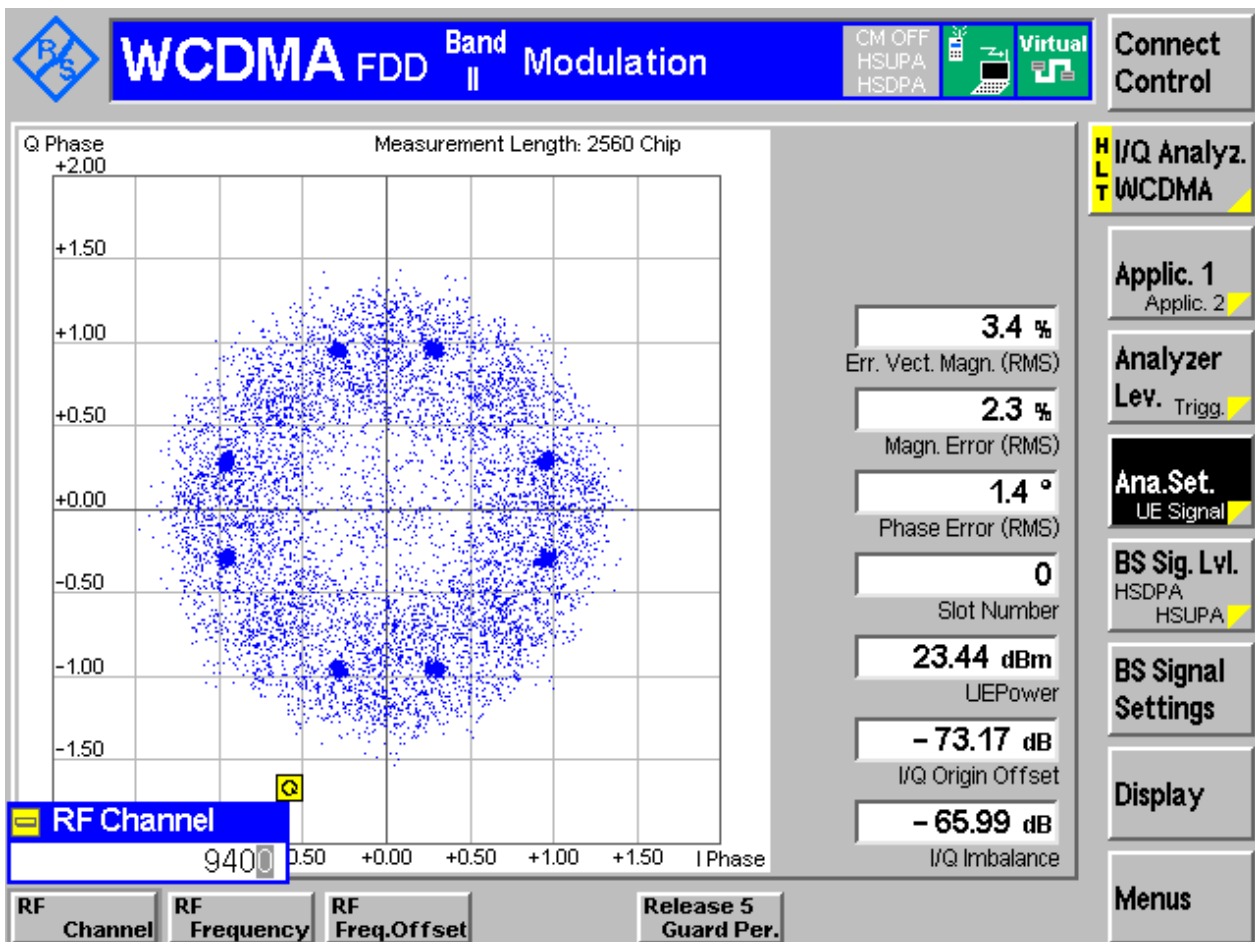 R&S
WCDMA FDD Band II Modulation
CM OFF
HSUPA
HSDPA
Virtual
Connect
Control
Q Phase
Measurement Length: 2560 Chip
+2.00
+1.50
+1.00
+0.50
+0.00
-0.50
-1.00
-1.50
HLT
I/Q Analyz.
WCDMA
Applic. 1
Applic. 2
3.4 %
Err. Vect. Magn. (RMS)
Analyzer
Lev. Trigg.
2.3 %
Magn. Error (RMS)
Ana.Set.
UE Signal
1.4 °
Phase Error (RMS)
BS Sig. Lvl.
HSDPA
HSUPA
0
Slot Number
BS Signal
Settings
23.44 dBm
UEPower
- 73.17 dB
I/Q Origin Offset
Display
Q
RF Channel
9400
- 65.99 dB
I/Q Imbalance
0.50 +0.00 +0.50 +1.00 +1.50 I Phase
RF
Channel
RF
Frequency
RF
Freq.Offset
Release 5
Guard Per.
Menus